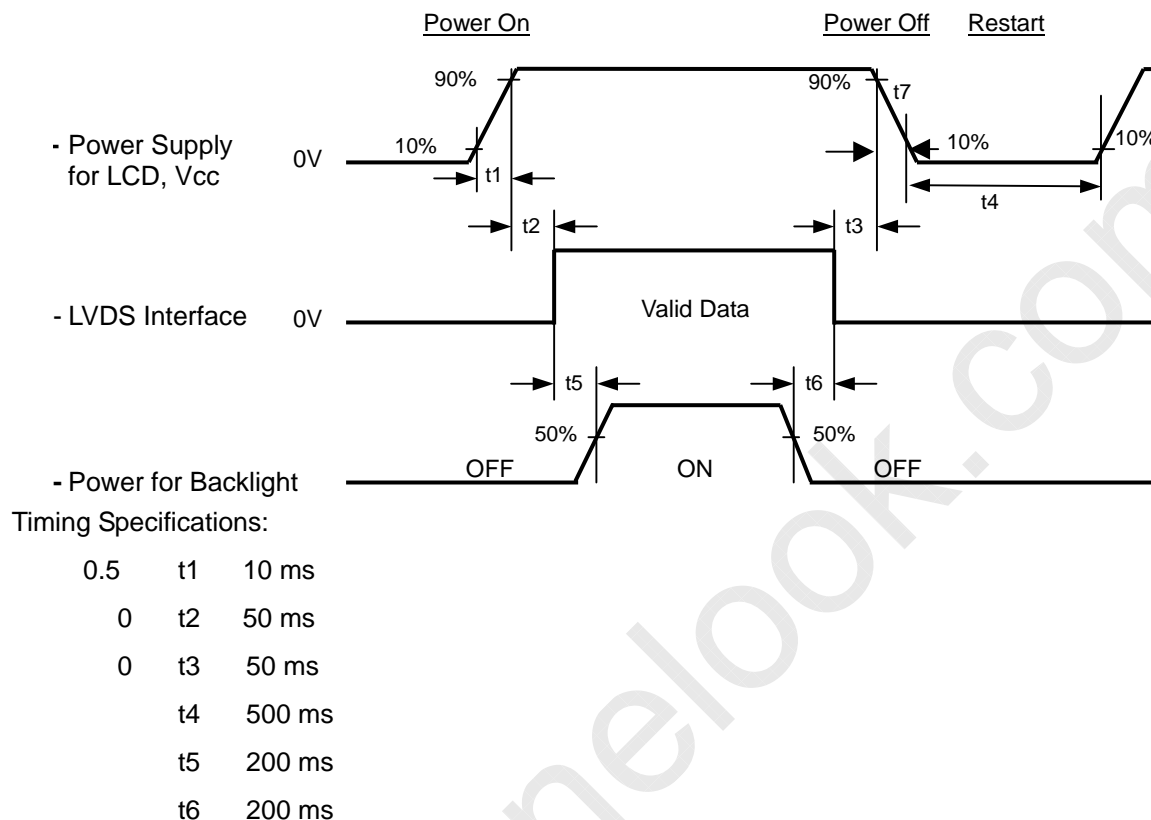 Power On Power Off Restart
90% 90% t7
- Power Supply for LCD, Vcc
0V 10% 10% 10%
t1 t4
t2 t3
- LVDS Interface 0V Valid Data
t5 t6
50% 50%
- Power for Backlight OFF ON OFF
Timing Specifications:
0.5 t1 10 ms
0 t2 50 ms
0 t3 50 ms
t4 500 ms
t5 200 ms
t6 200 ms
nelook.com